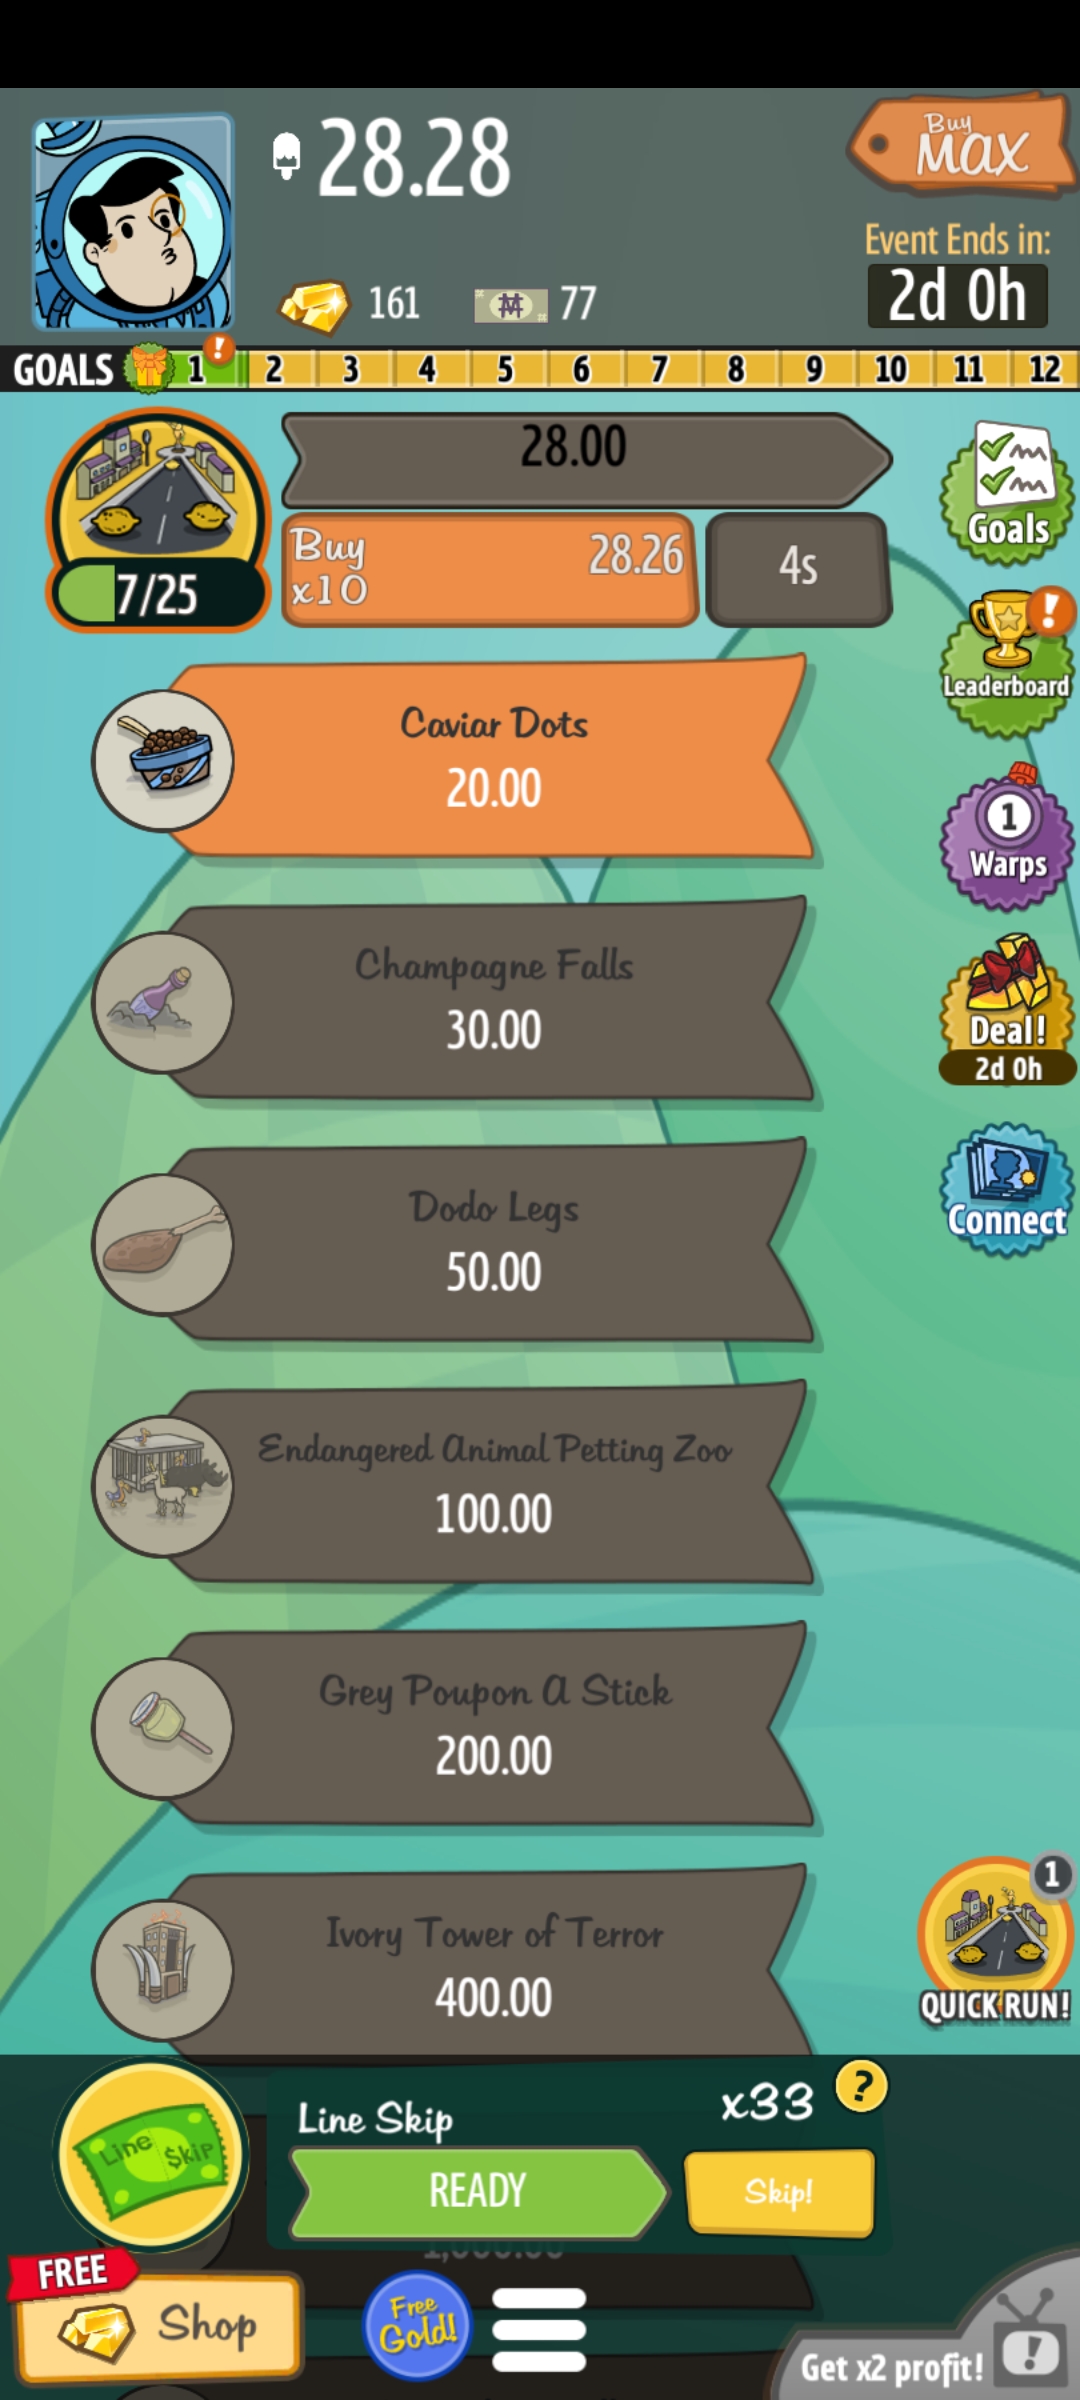 28.28
Buy
MAX
Event Ends in:
2d 0h
161
77
GOALS 1 2 3 4 5 6 7 8 9 10 11 12
28.00
Buy
x10
28.26
4s
7/25
Goals
Leaderboard
Caviar Dots
20.00
1
Warps
Champagne Falls
30.00
Deal!
2d 0h
Dodo Legs
50.00
Connect
Endangered Animal Petting Zoo
100.00
Grey Poupon A Stick
200.00
Ivory Tower of Terror
400.00
1
QUICK RUN!
Line Skip
x33
?
Line $kip
READY
Skip!
1,000.00
FREE
Shop
Free
Gold!
Get x2 profit!